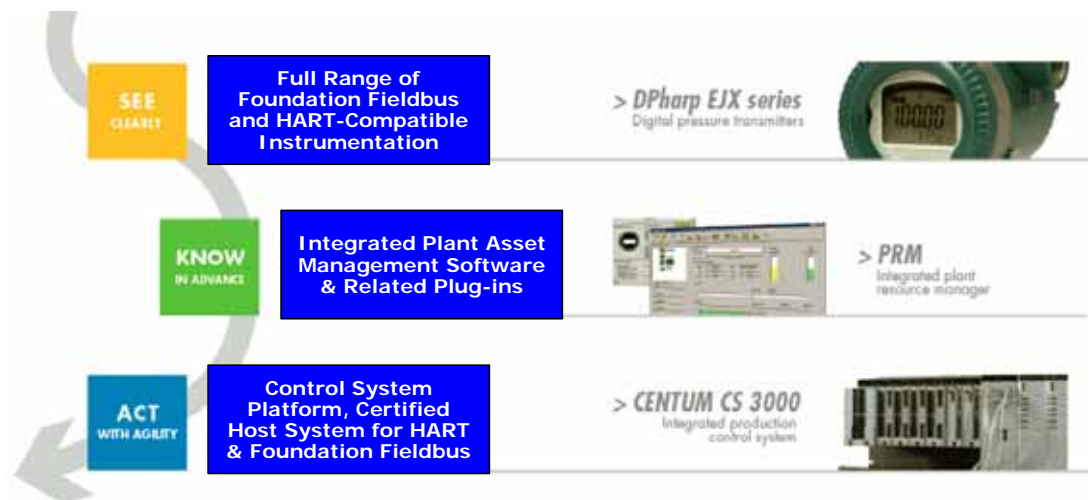 SEE
CLEARLY
Full Range of
Foundation Fieldbus
and HART-Compatible
Instrumentation
> DPharp EJX series
Digital pressure transmitters
100.00
KNOW
IN ADVANCE
Integrated Plant Asset
Management Software
& Related Plug-ins
> PRM
Integrated plant
resource manager
ACT
WITH AGILITY
Control System
Platform, Certified
Host System for HART
& Foundation Fieldbus
> CENTUM CS 3000
Integrated production
control system